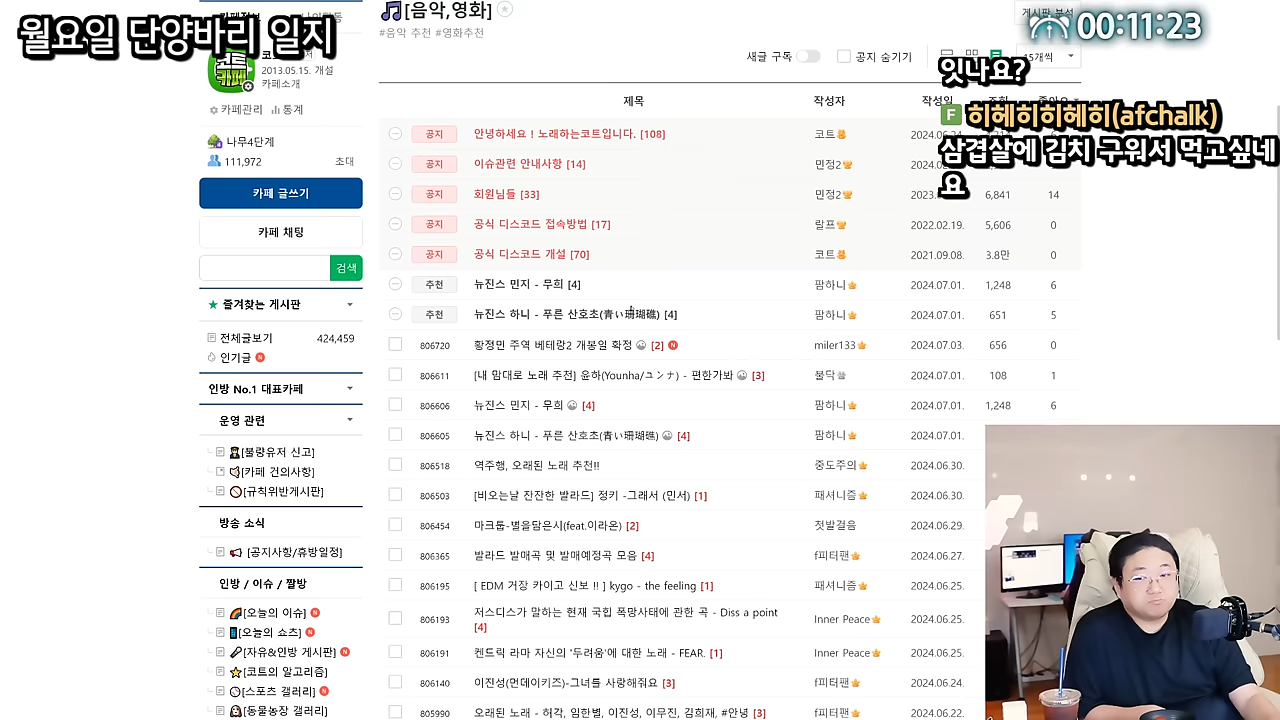 월요일 단양바리 일지
2013.05.15. 개설
카페소개
카페관리 통계
나무4단계
111,972 초대
카페 글쓰기
카페 채팅
검색
★ 즐겨찾는 게시판
전체글보기 424,459
인기글 N
인방 No.1 대표카페
운영 관련
[불량유저 신고]
[카페 건의사항]
[규칙위반게시판]
방송 소식
[공지사항/휴방일정]
인방 / 이슈 / 짤방
[오늘의 이슈] N
[오늘의 쇼츠] N
[자유&인방 게시판] N
[코트의 알고리즘]
[스포츠 갤러리] N
[동물농장 갤러리]
[음악,영화]
#음악 추천 #영화추천
게시판 분석
00:11:23
새글 구독 공지 숨기기 15개씩
잇나요?
F 히헤히히헤히(afchalk)
삼겹살에 김치 구워서 먹고싶네
요
제목 작성자 작성일 조회 좋아요
공지 안녕하세요 ! 노래하는코트입니다. [108] 코트 2024.06.24.
공지 이슈관련 안내사항 [14] 민정2
공지 회원님들 [33] 민정2 6,841 14
공지 공식 디스코드 접속방법 [17] 랄프 2022.02.19. 5,606 0
공지 공식 디스코드 개설 [70] 코트 2021.09.08. 3.8만 0
추천 뉴진스 민지 - 무희 [4] 팜하니 2024.07.01. 1,248 6
추천 뉴진스 하니 - 푸른 산호초(青い珊瑚礁) [4] 팜하니 2024.07.01. 651 5
806720 황정민 주역 베테랑2 개봉일 확정 [2] N miler133 2024.07.03. 656 0
806611 [내 맘대로 노래 추천] 윤하(Younha/ユンナ) - 편한가봐 [3] 불닭 2024.07.01. 108 1
806606 뉴진스 민지 - 무희 [4] 팜하니 2024.07.01. 1,248 6
806605 뉴진스 하니 - 푸른 산호초(青い珊瑚礁) [4] 팜하니 2024.07.01.
806518 역주행, 오래된 노래 추천!! 중도주의 2024.06.30.
806503 [비오는날 잔잔한 발라드] 정키 -그래서 (민서) [1] 패셔니즘 2024.06.30.
806454 마크툽-별을담은시(feat.이라온) [2] 첫발걸음 2024.06.29.
806365 발라드 발매곡 및 발매예정곡 모음 [4] f피터팬 2024.06.27.
806195 [ EDM 거장 카이고 신보 !! ] kygo - the feeling [1] 패셔니즘 2024.06.25.
806193 저스디스가 말하는 현재 국힙 폭망사태에 관한 곡 - Diss a point
[4] Inner Peace 2024.06.25.
806191 켄드릭 라마 자신의 '두려움'에 대한 노래 - FEAR. [1] Inner Peace 2024.06.25.
806140 이진성(먼데이키즈)-그녀를 사랑해줘요 [3] f피터팬 2024.06.24.
805990 오래된 노래 - 허각, 임한별, 이진성, 이무진, 김희재, #안녕 [3] f피터팬 2024.06.22.